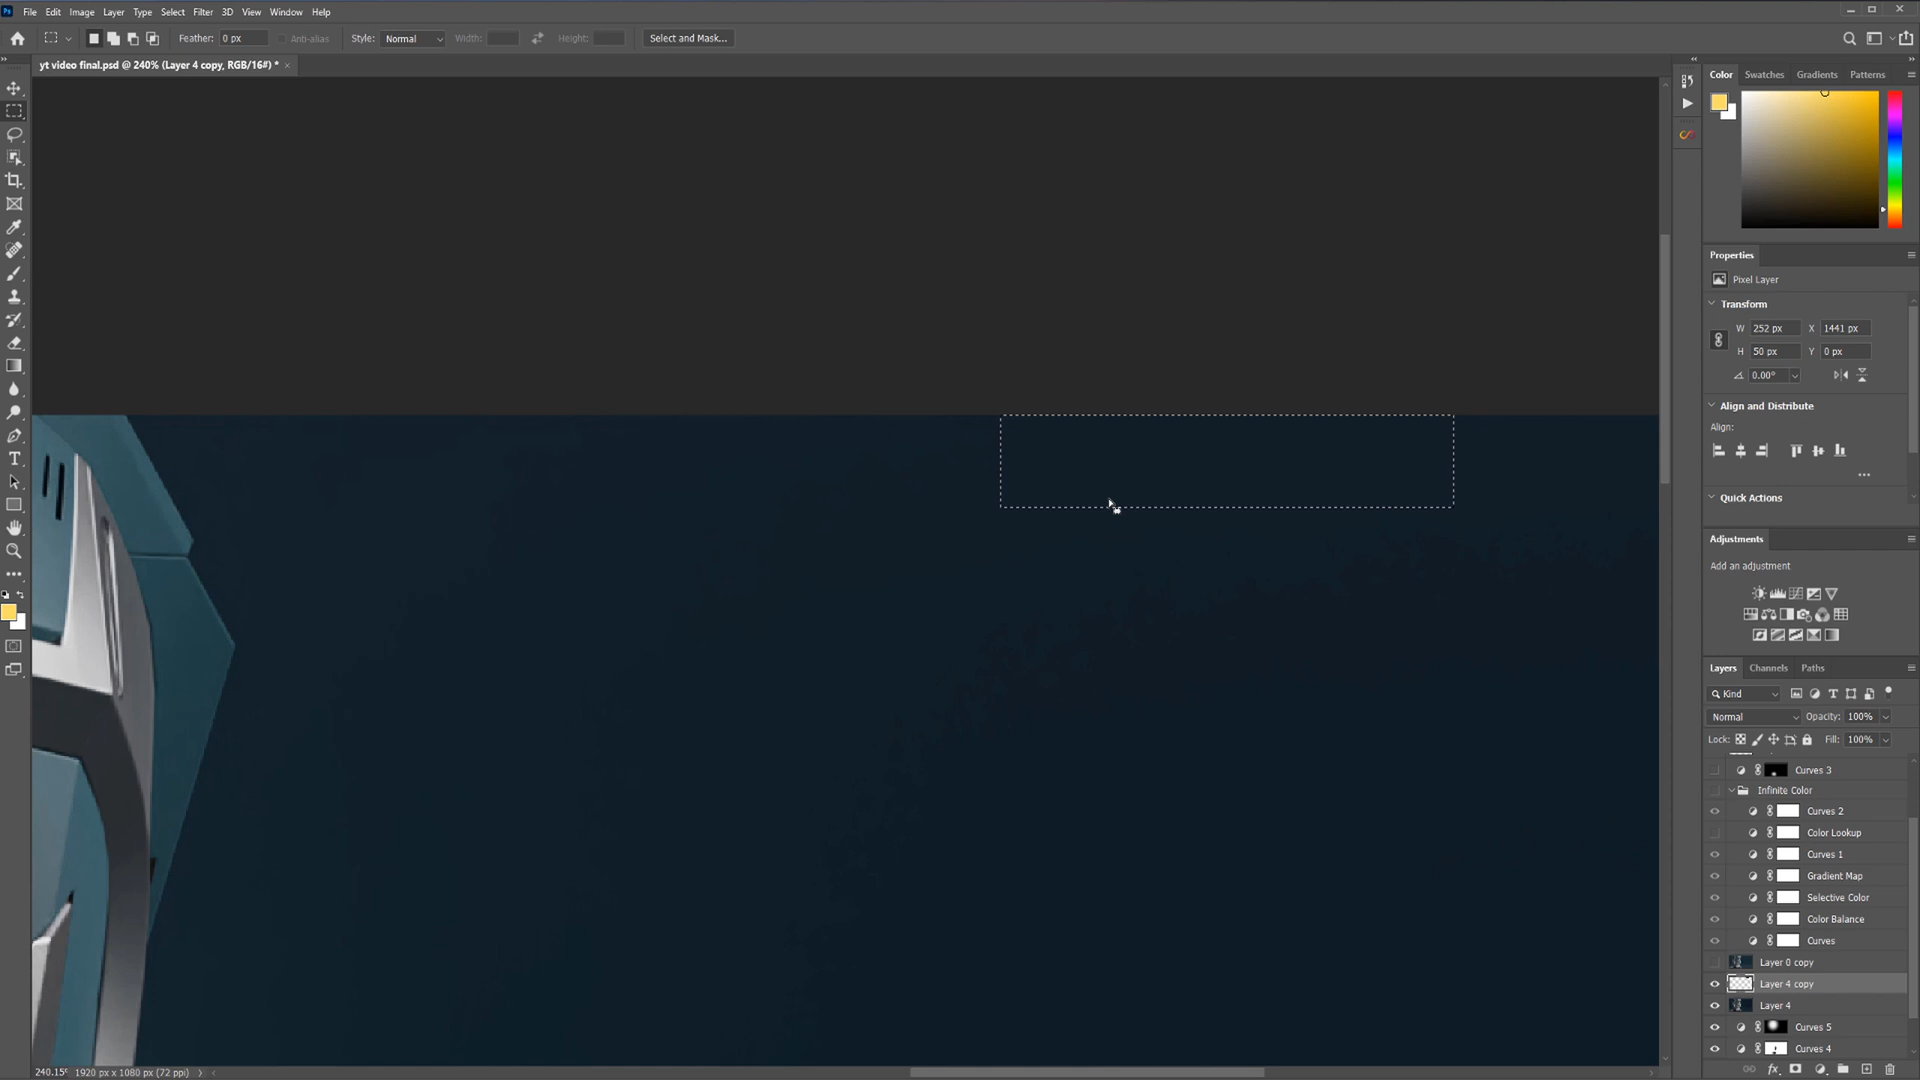 Ps File Edit Image Layer Type Select Filter 3D View Window Help
Feather: 0 px Anti-alias Style: Normal Width: Height: Select and Mask...
yt video final.psd @ 240% (Layer 4 copy, RGB/16#) * ×
Color Swatches Gradients Patterns
Properties
Pixel Layer
Transform
W 252 px X 1441 px
H 50 px Y 0 px
0.00°
Align and Distribute
Align:
Quick Actions
Adjustments
Add an adjustment
Layers Channels Paths
Kind
Normal Opacity: 100%
Lock: Fill: 100%
Curves 3
Infinite Color
Curves 2
Color Lookup
Curves 1
Gradient Map
Selective Color
Color Balance
Curves
Layer 0 copy
Layer 4 copy
Layer 4
Curves 5
Curves 4
fx
240.15% 1920 px x 1080 px (72 ppi)